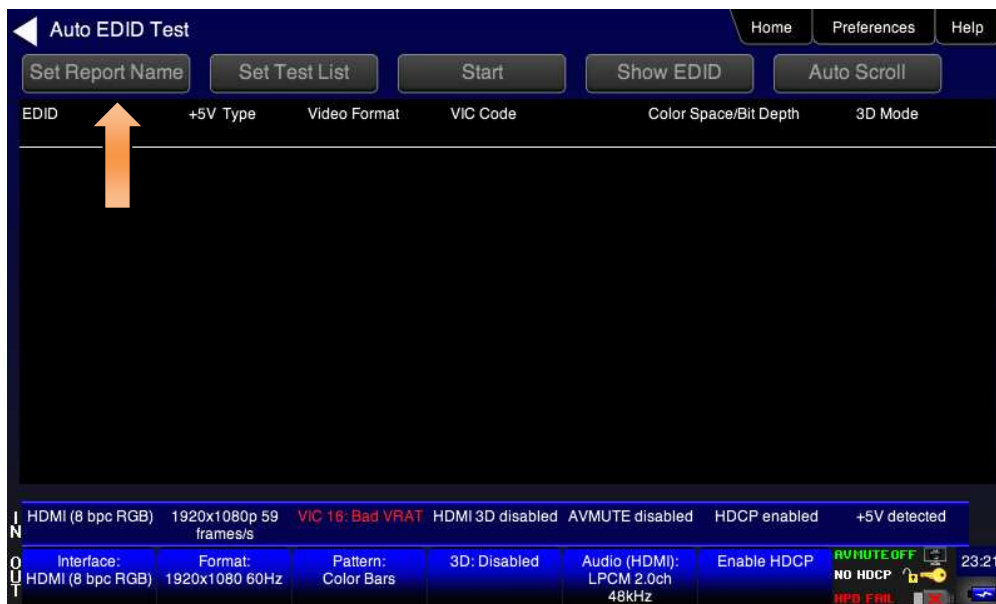 Auto EDID Test
Home Preferences Help
Set Report Name Set Test List Start Show EDID Auto Scroll
EDID +5V Type Video Format VIC Code Color Space/Bit Depth 3D Mode
IN
HDMI (8 bpc RGB) 1920x1080p 59 VIC 16: Bad VRAT HDMI 3D disabled AVMUTE disabled HDCP enabled +5V detected
frames/s
OUT
Interface: Format: Pattern: 3D: Disabled Audio (HDMI): Enable HDCP AVMUTEOFF 23:21
HDMI (8 bpc RGB) 1920x1080 60Hz Color Bars LPCM 2.0ch NO HDCP
48kHz HPD FAIL